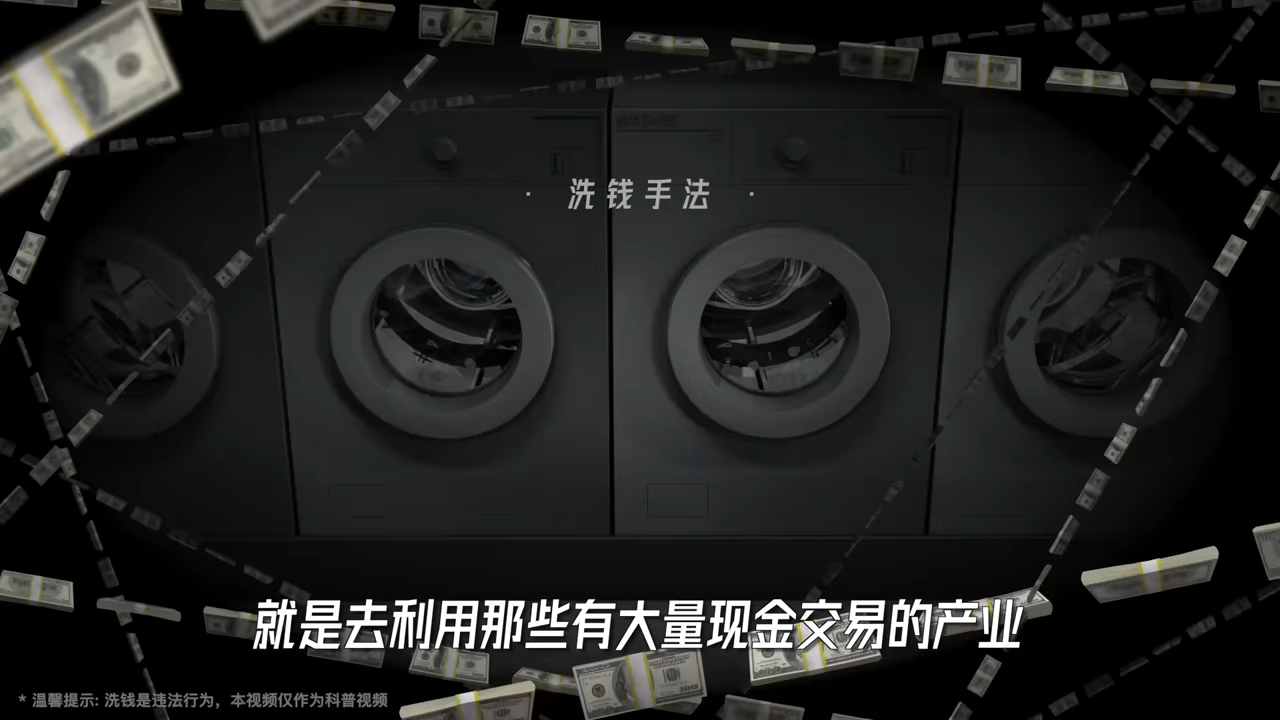 · 洗钱手法 ·
就是去利用那些有大量现金交易的产业
* 温馨提示: 洗钱是违法行为，本视频仅作为科普视频